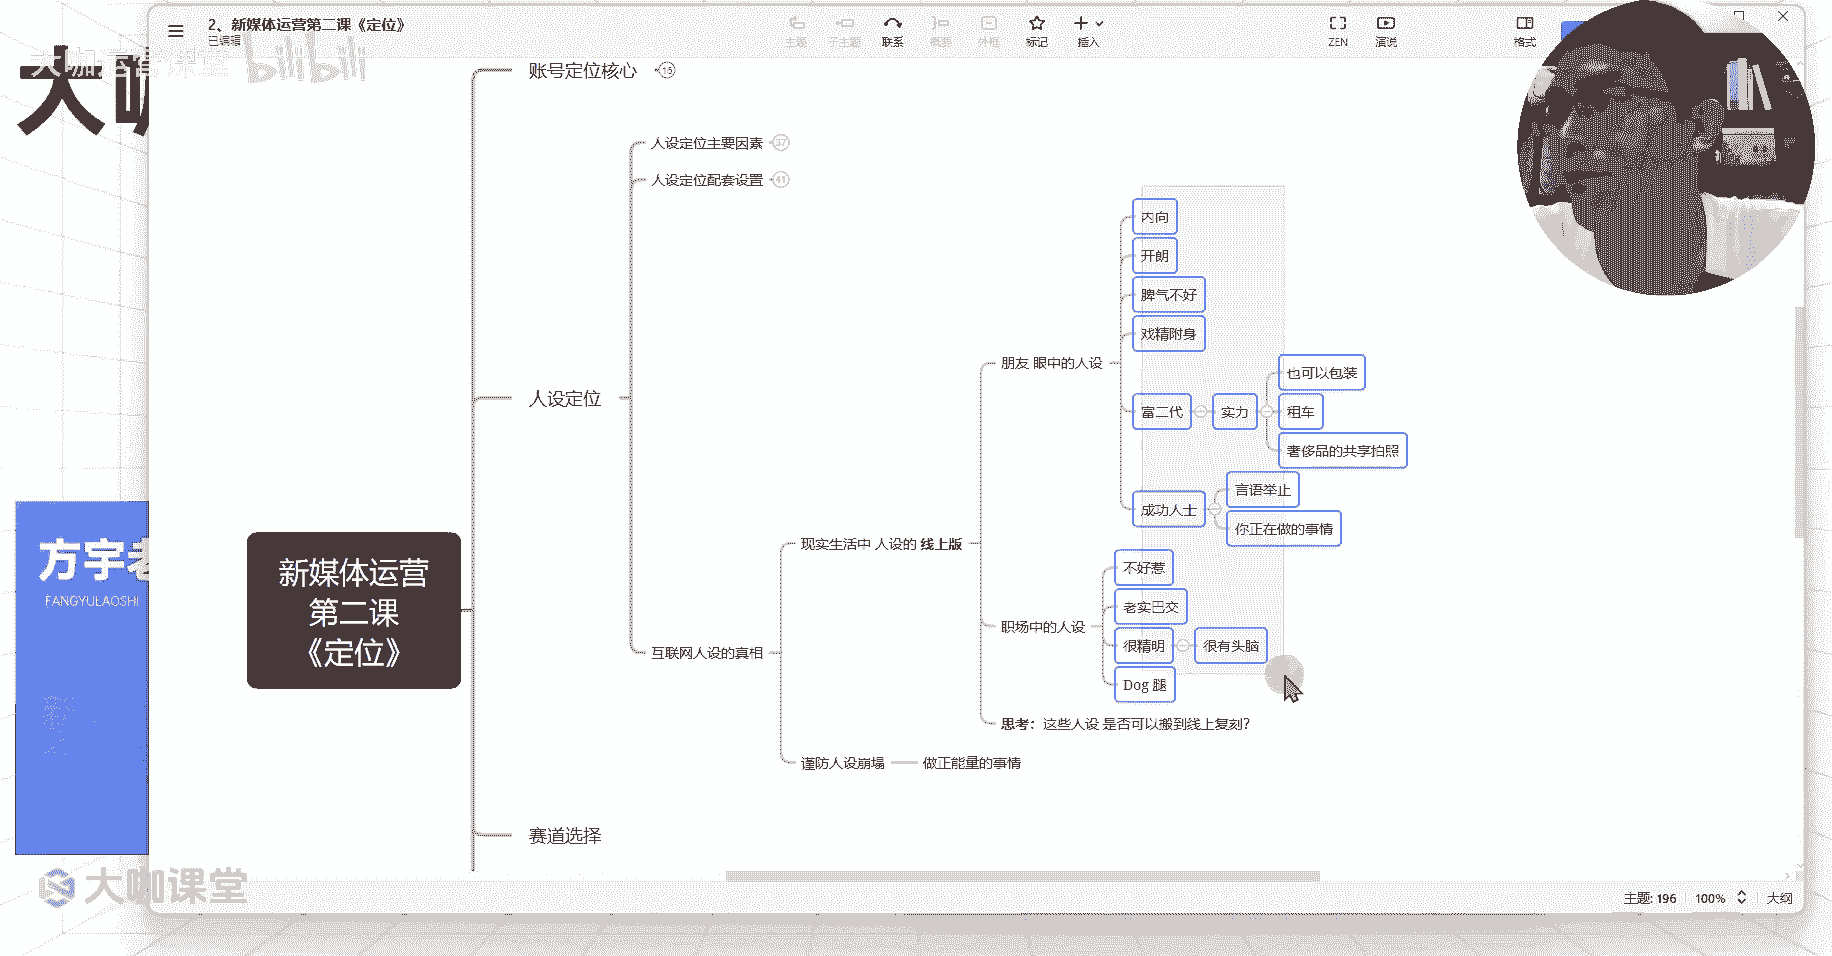 2、新媒体运营第二课《定位》
已编辑
主题
子主题
联系
概要
外框
标记
插入
ZEN
演说
格式
大咖运营课堂
bilibili
大咖
账号定位核心
16
人设定位主要因素
37
人设定位配套设置
41
内向
开朗
脾气不好
戏精附身
朋友 眼中的人设
也可以包装
人设定位
富二代
实力
租车
奢侈品的共享拍照
言语举止
成功人士
你正在做的事情
方宇老
FANGYULAOSHI
新媒体运营
第二课
《定位》
现实生活中 人设的 线上版
不好惹
老实巴交
职场中的人设
很精明
很有头脑
互联网人设的真相
Dog 腿
思考：这些人设 是否可以搬到线上复刻？
谨防人设崩塌
做正能量的事情
赛道选择
大咖课堂
主题: 196
100%
大纲